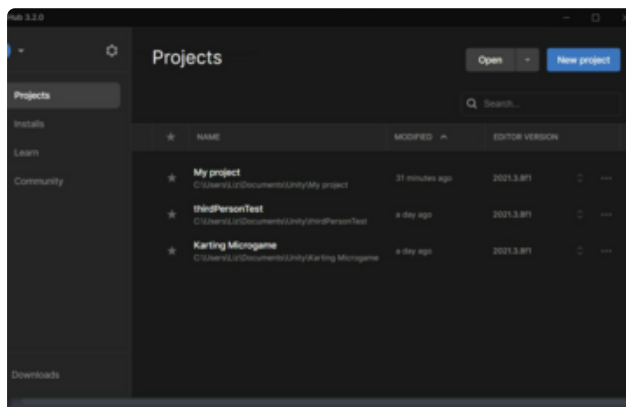 Hub 3.2.0
Projects
Open
New project
Projects
Search...
Installs
NAME
MODIFIED
EDITOR VERSION
Learn
Community
My project
C:\Users\Liz\Documents\Unity\My project
31 minutes ago
2021.3.8f1
thirdPersonTest
C:\Users\Liz\Documents\Unity\thirdPersonTest
a day ago
2021.3.8f1
Karting Microgame
C:\Users\Liz\Documents\Unity\Karting Microgame
a day ago
2021.3.8f1
Downloads